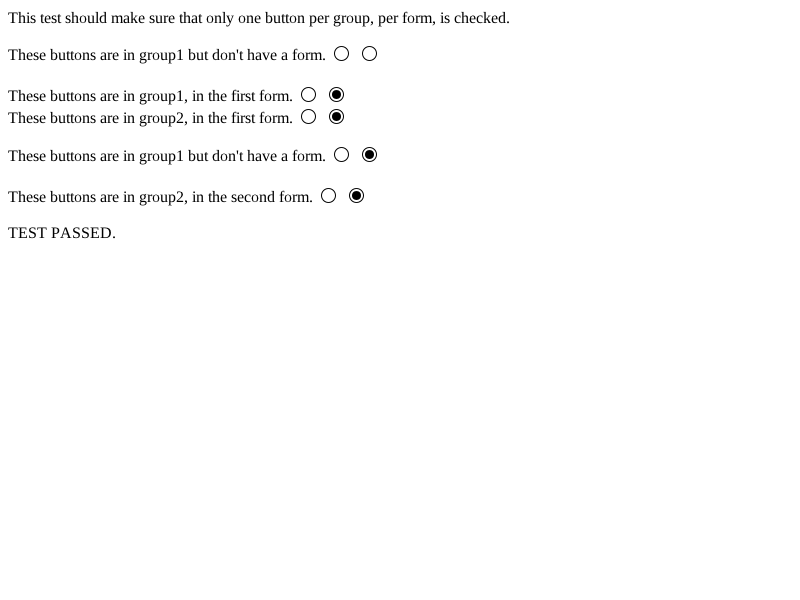 This test should make sure that only one button per group, per form, is checked.
These buttons are in group1 but don't have a form.
These buttons are in group1, in the first form.
These buttons are in group2, in the first form.
These buttons are in group1 but don't have a form.
These buttons are in group2, in the second form.
TEST PASSED.